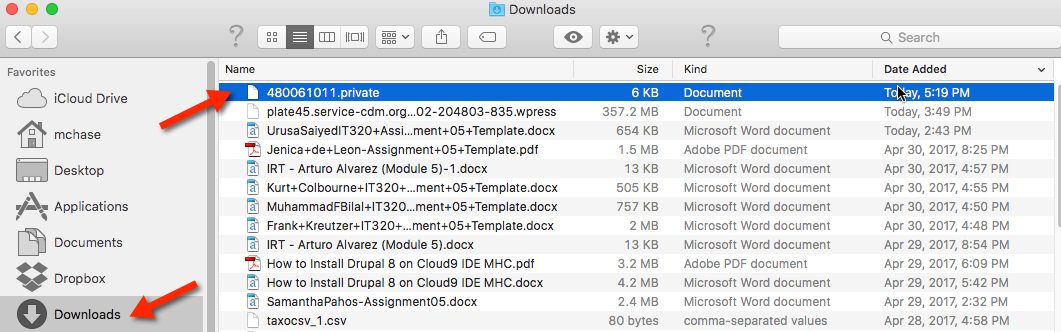 Downloads
Search
Favorites
iCloud Drive
mchase
Desktop
Applications
Documents
Dropbox
Downloads
Name Size Kind Date Added
480061011.private 6 KB Document Today, 5:19 PM
plate45.service-cdm.org...02-204803-835.wpress 357.2 MB Document Today, 3:49 PM
UrusaSaiyedIT320+Assi...ment+05+Template.docx 654 KB Microsoft Word document Today, 2:43 PM
Jenica+de+Leon-Assignment+05+Template.pdf 1.5 MB Adobe PDF document Apr 30, 2017, 8:25 PM
IRT - Arturo Alvarez (Module 5)-1.docx 13 KB Microsoft Word document Apr 30, 2017, 4:57 PM
Kurt+Colbourne+IT320+...ment+05+Template.docx 505 KB Microsoft Word document Apr 30, 2017, 4:55 PM
MuhammadFBilal+IT320...ment+05+Template.docx 757 KB Microsoft Word document Apr 30, 2017, 4:50 PM
Frank+Kreutzer+IT320+...ment+05+Template.docx 2 MB Microsoft Word document Apr 30, 2017, 4:48 PM
IRT - Arturo Alvarez (Module 5).docx 13 KB Microsoft Word document Apr 29, 2017, 8:54 PM
How to Install Drupal 8 on Cloud9 IDE MHC.pdf 3.2 MB Adobe PDF document Apr 29, 2017, 6:09 PM
How to Install Drupal 8 on Cloud9 IDE MHC.docx 4.2 MB Microsoft Word document Apr 29, 2017, 5:42 PM
SamanthaPahos-Assignment05.docx 2.4 MB Microsoft Word document Apr 29, 2017, 2:32 PM
taxocsv_1.csv 80 bytes comma-separated values Apr 28, 2017, 4:58 PM